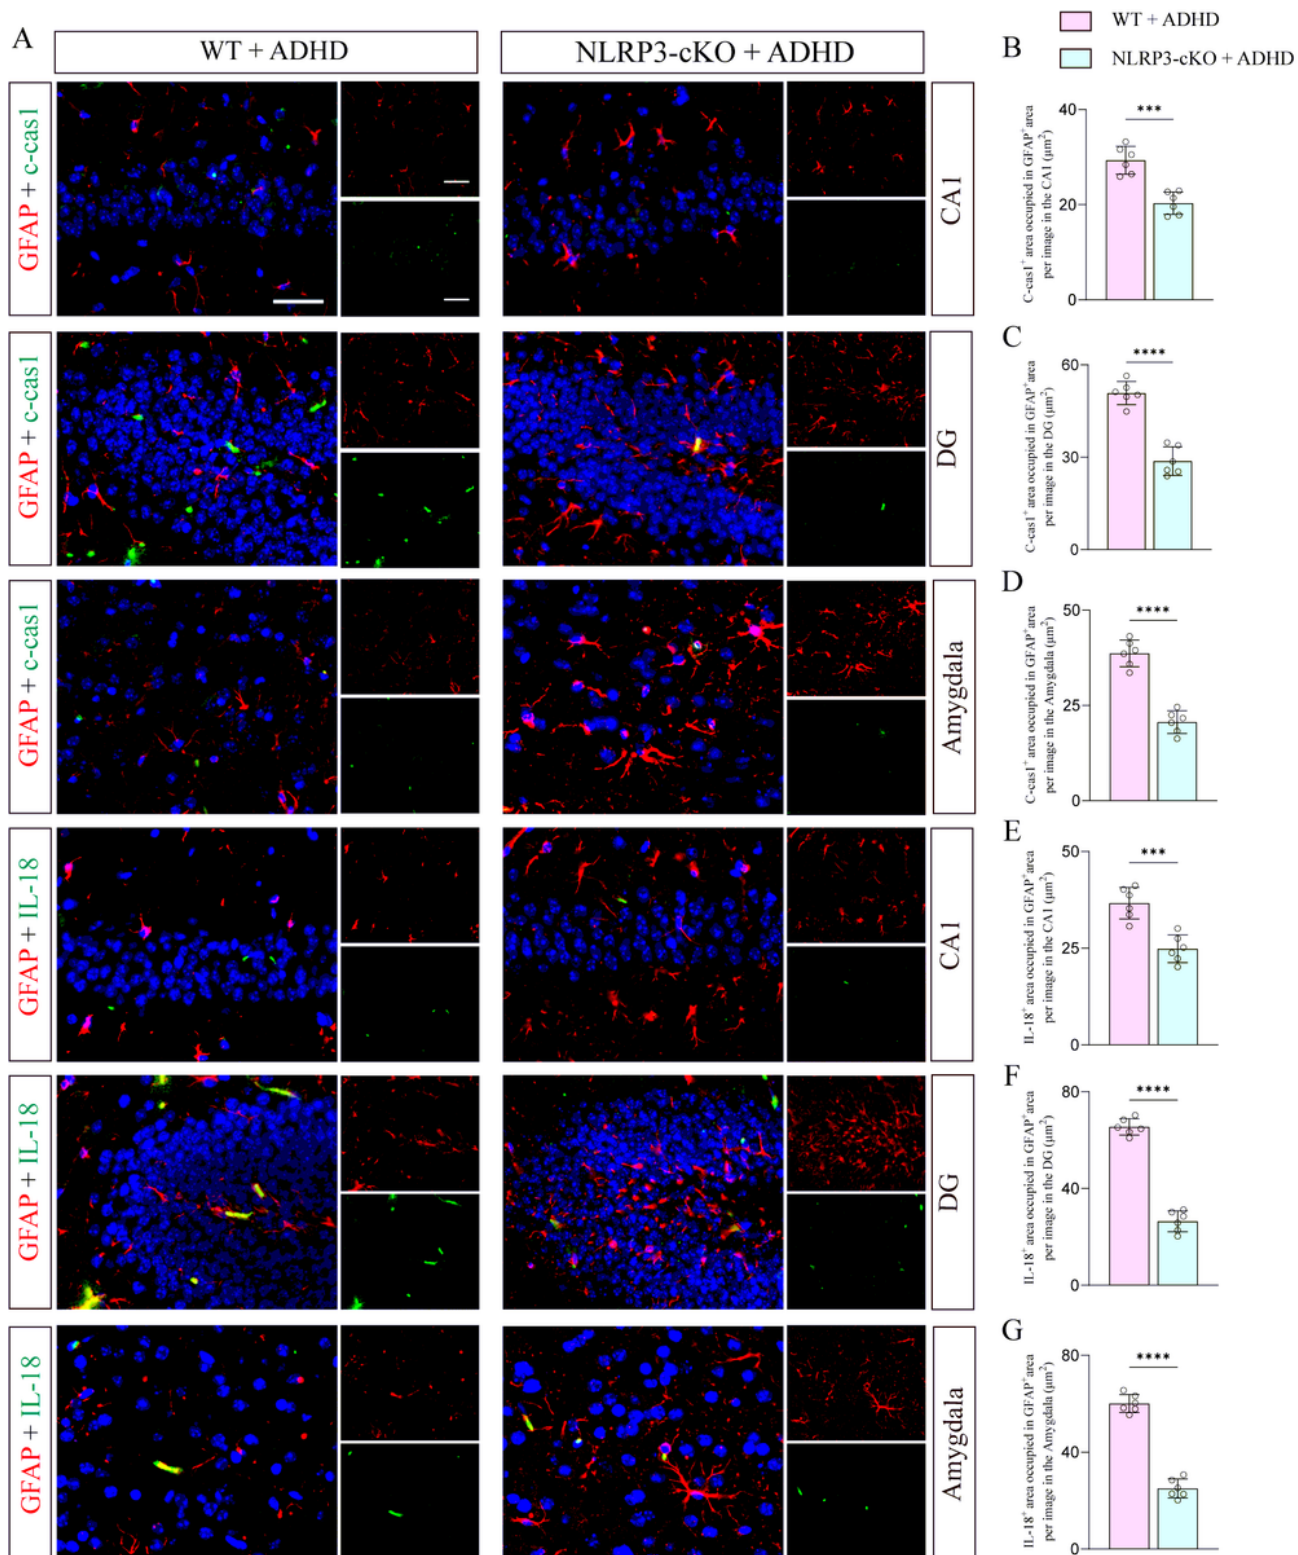 A
WT + ADHD
NLRP3-cKO + ADHD
GFAP + c-cas1
CA1
GFAP + c-cas1
DG
GFAP + c-cas1
Amygdala
GFAP + IL-18
CA1
GFAP + IL-18
DG
GFAP + IL-18
Amygdala
WT + ADHD
NLRP3-cKO + ADHD
B
C-cas1⁺ area occupied in GFAP⁺area
per image in the CA1 (μm²)
40
20
0
***
C
C-cas1⁺ area occupied in GFAP⁺area
per image in the DG (μm²)
60
30
0
****
D
C-cas1⁺ area occupied in GFAP⁺area
per image in the Amygdala (μm²)
50
25
0
****
E
IL-18⁺ area occupied in GFAP⁺area
per image in the CA1 (μm²)
50
25
0
***
F
IL-18⁺ area occupied in GFAP⁺area
per image in the DG (μm²)
80
40
0
****
G
IL-18⁺ area occupied in GFAP⁺area
per image in the Amygdala (μm²)
80
40
0
****